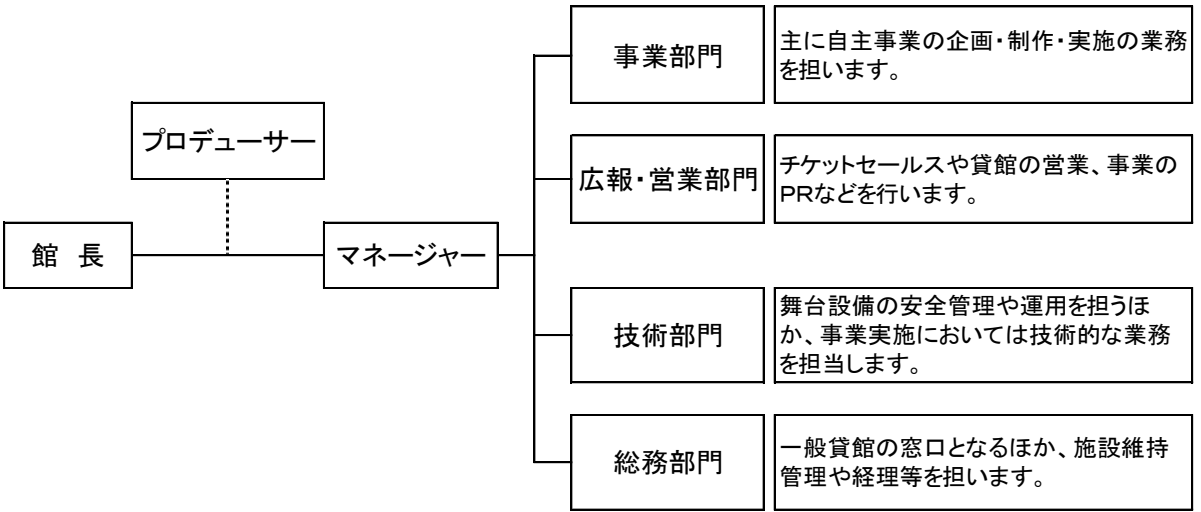 プロデューサー
館　長
マネージャー
事業部門
主に自主事業の企画・制作・実施の業務
を担います。
広報・営業部門
チケットセールスや貸館の営業、事業の
ＰＲなどを行います。
技術部門
舞台設備の安全管理や運用を担うほ
か、事業実施においては技術的な業務
を担当します。
総務部門
一般貸館の窓口となるほか、施設維持
管理や経理等を担います。